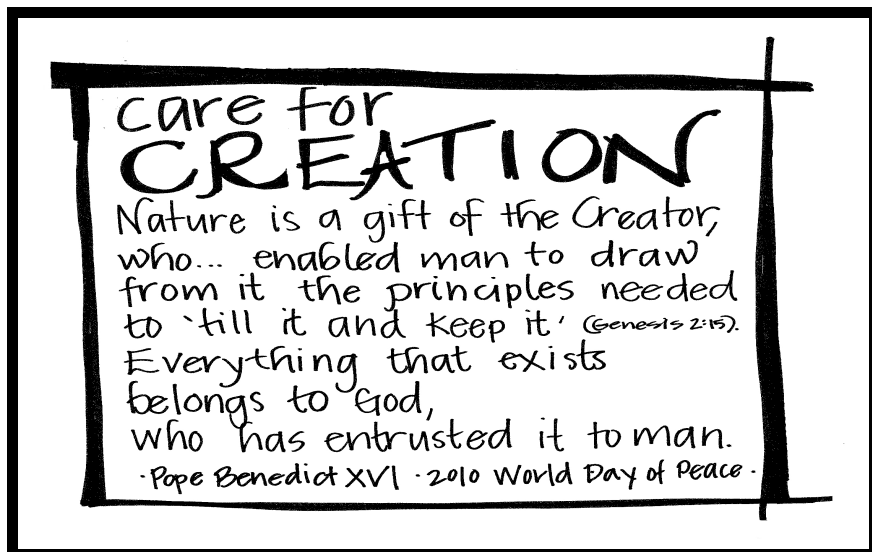 care for
CREATION
Nature is a gift of the Creator,
who... enabled man to draw
from it the principles needed
to 'till it and keep it' (Genesis 2:15).
Everything that exists
belongs to God,
who has entrusted it to man.
·Pope Benedict XVI · 2010 World Day of Peace·